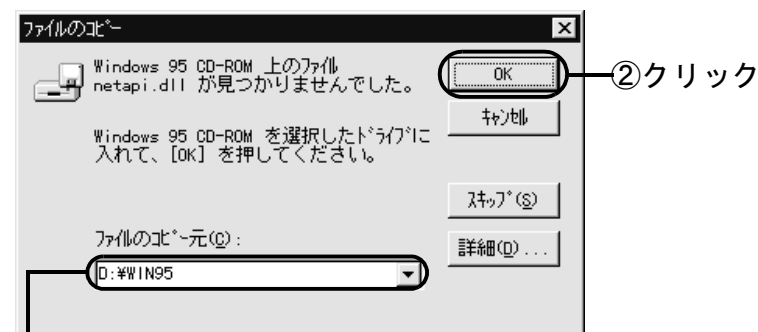 ﾌｧｲﾙのｺﾋﾟｰ
Windows 95 CD-ROM 上のﾌｧｲﾙ
netapi.dll が見つかりませんでした。
OK
②クリック
ｷｬﾝｾﾙ
Windows 95 CD-ROM を選択したﾄﾞﾗｲﾌﾞに
入れて、[OK] を押してください。
ｽｷｯﾌﾟ(S)
ﾌｧｲﾙのｺﾋﾟｰ元(C):
詳細(D)...
D:¥WIN95